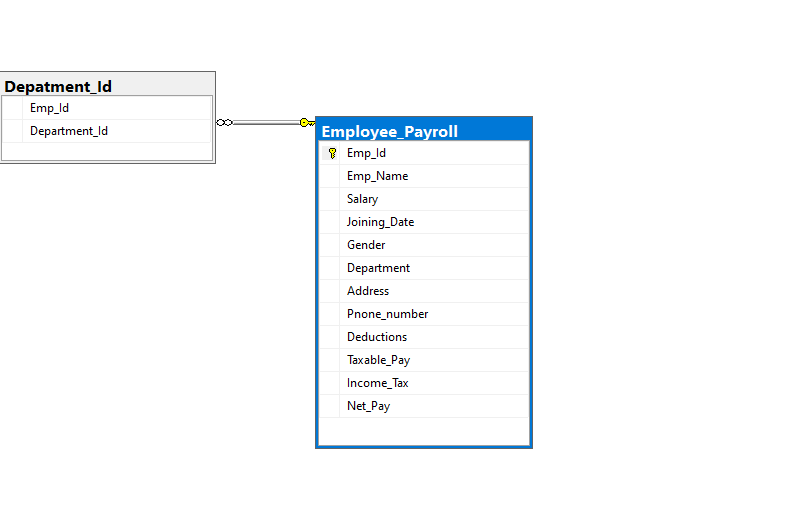 Depatment_Id
Emp_Id
Department_Id
Employee_Payroll
Emp_Id
Emp_Name
Salary
Joining_Date
Gender
Department
Address
Pnone_number
Deductions
Taxable_Pay
Income_Tax
Net_Pay